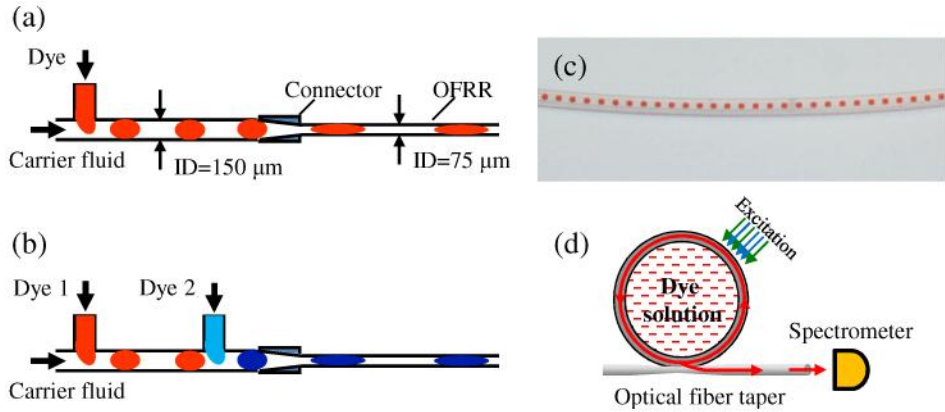 (a)
Dye
Connector
OFRR
Carrier fluid
ID=150 μm
ID=75 μm
(b)
Dye 1
Dye 2
Carrier fluid
(c)
(d)
Excitation
Dye
solution
Spectrometer
Optical fiber taper